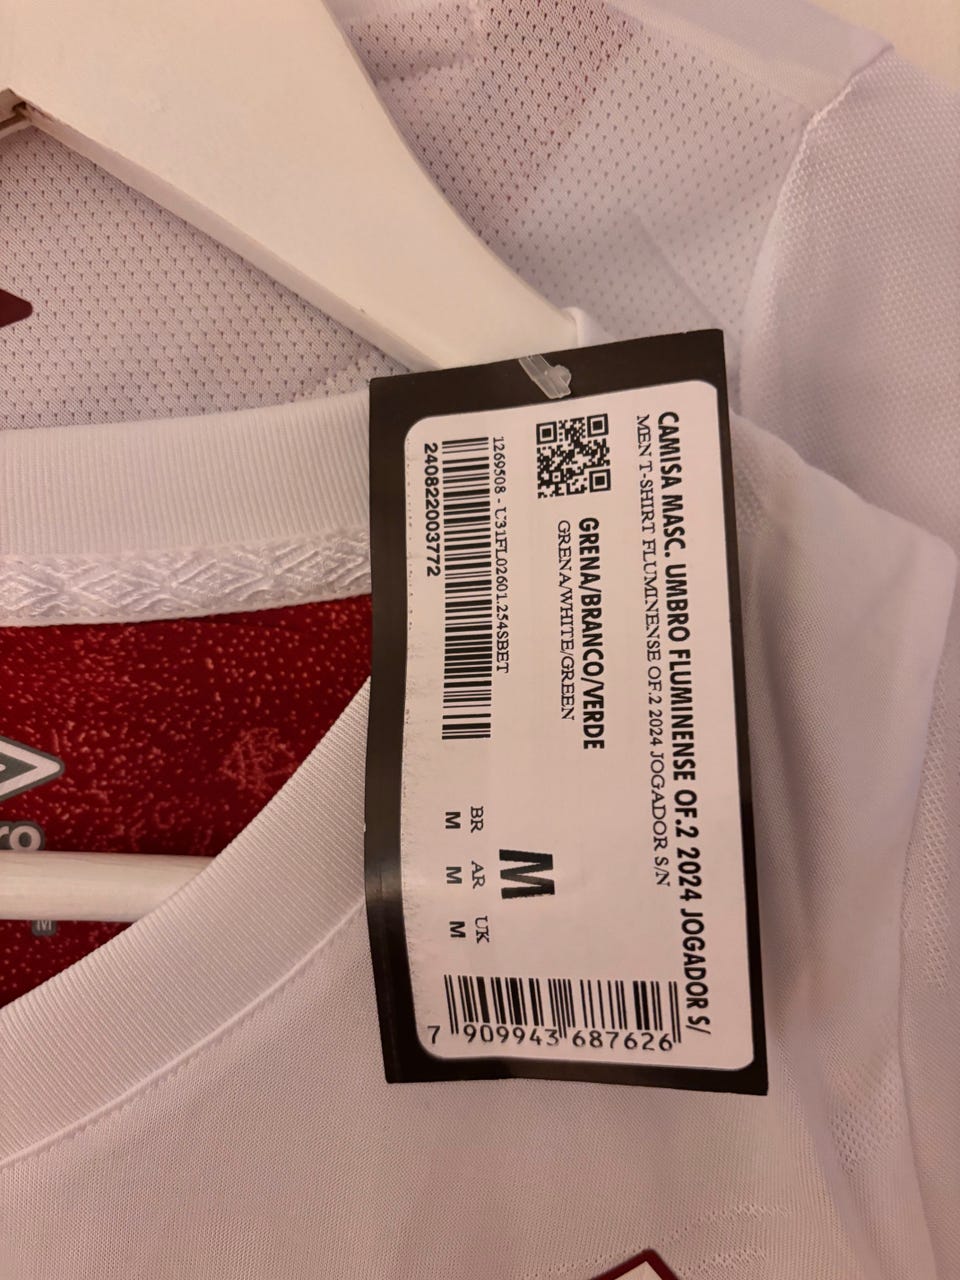 CAMISA MASC. UMBRO FLUMINENSE OF.2 2024 JOGADOR S/
MEN T-SHIRT FLUMINENSE OF.2 2024 JOGADOR S/N
GRENA/BRANCO/VERDE
GRENA/WHITE/GREEN
M
1269508 - U31FL02601.254SBET
240822003772
BR AR UK
M M M
7 909943 687626
ro
M